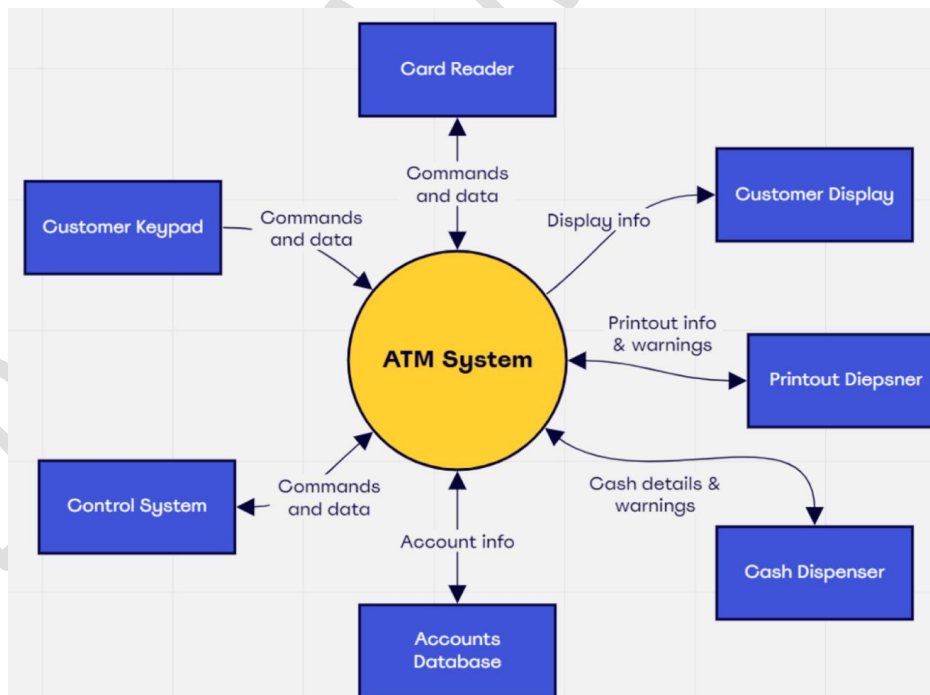 Card Reader
Commands
and data
Customer Keypad
Commands
and data
Customer Display
Display info
ATM System
Printout info
& warnings
Printout Diepsner
Control System
Commands
and data
Cash details &
warnings
Cash Dispenser
Account info
Accounts
Database